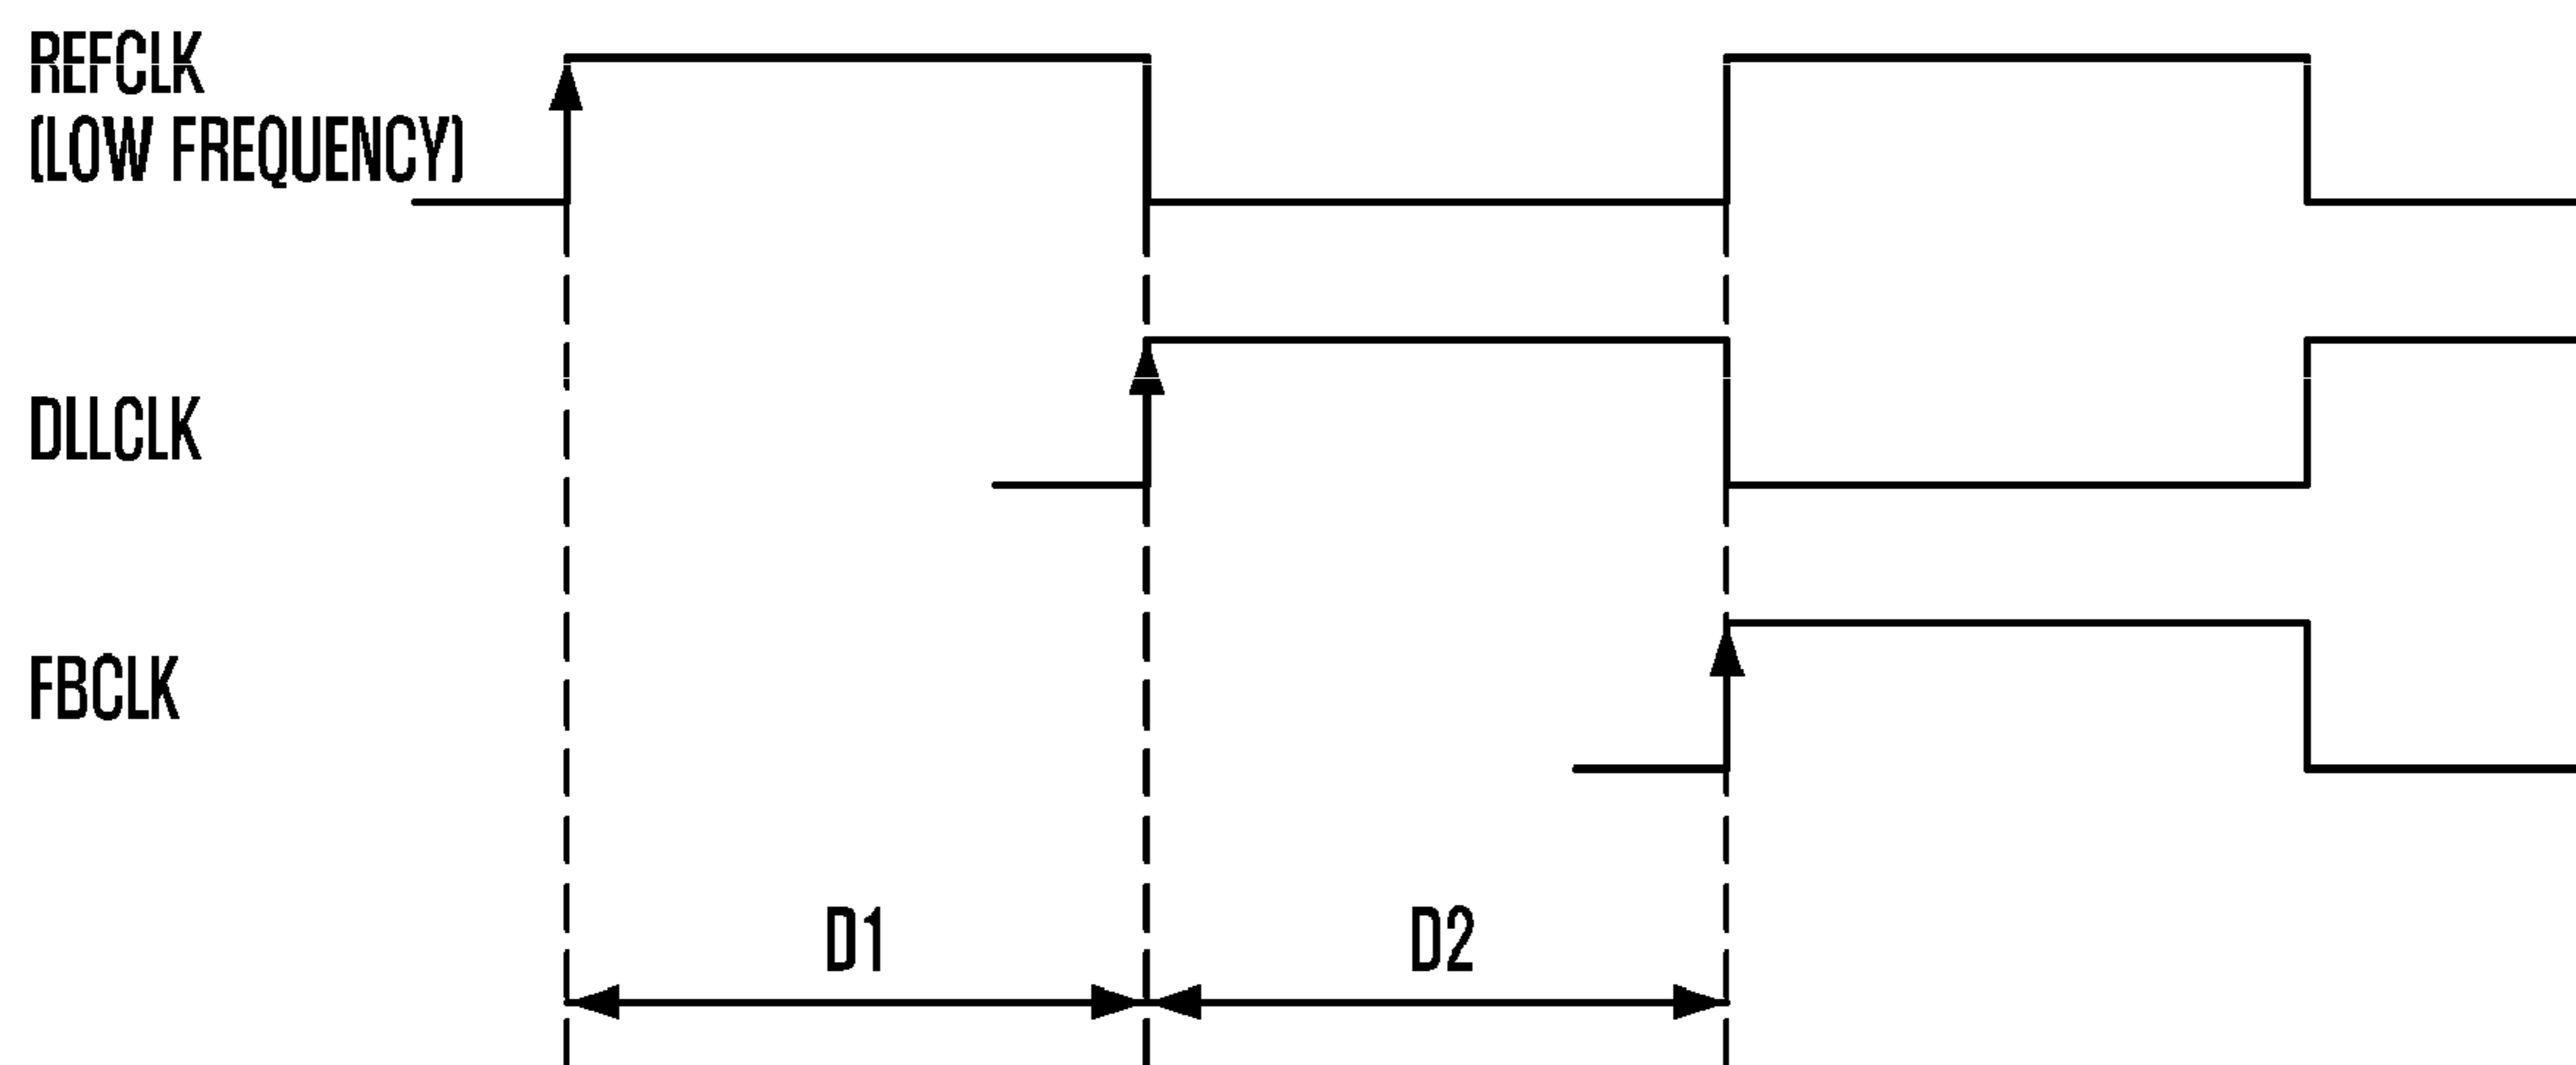 REFCLK
(LOW FREQUENCY)
DLLCLK
FBCLK
D1 D2